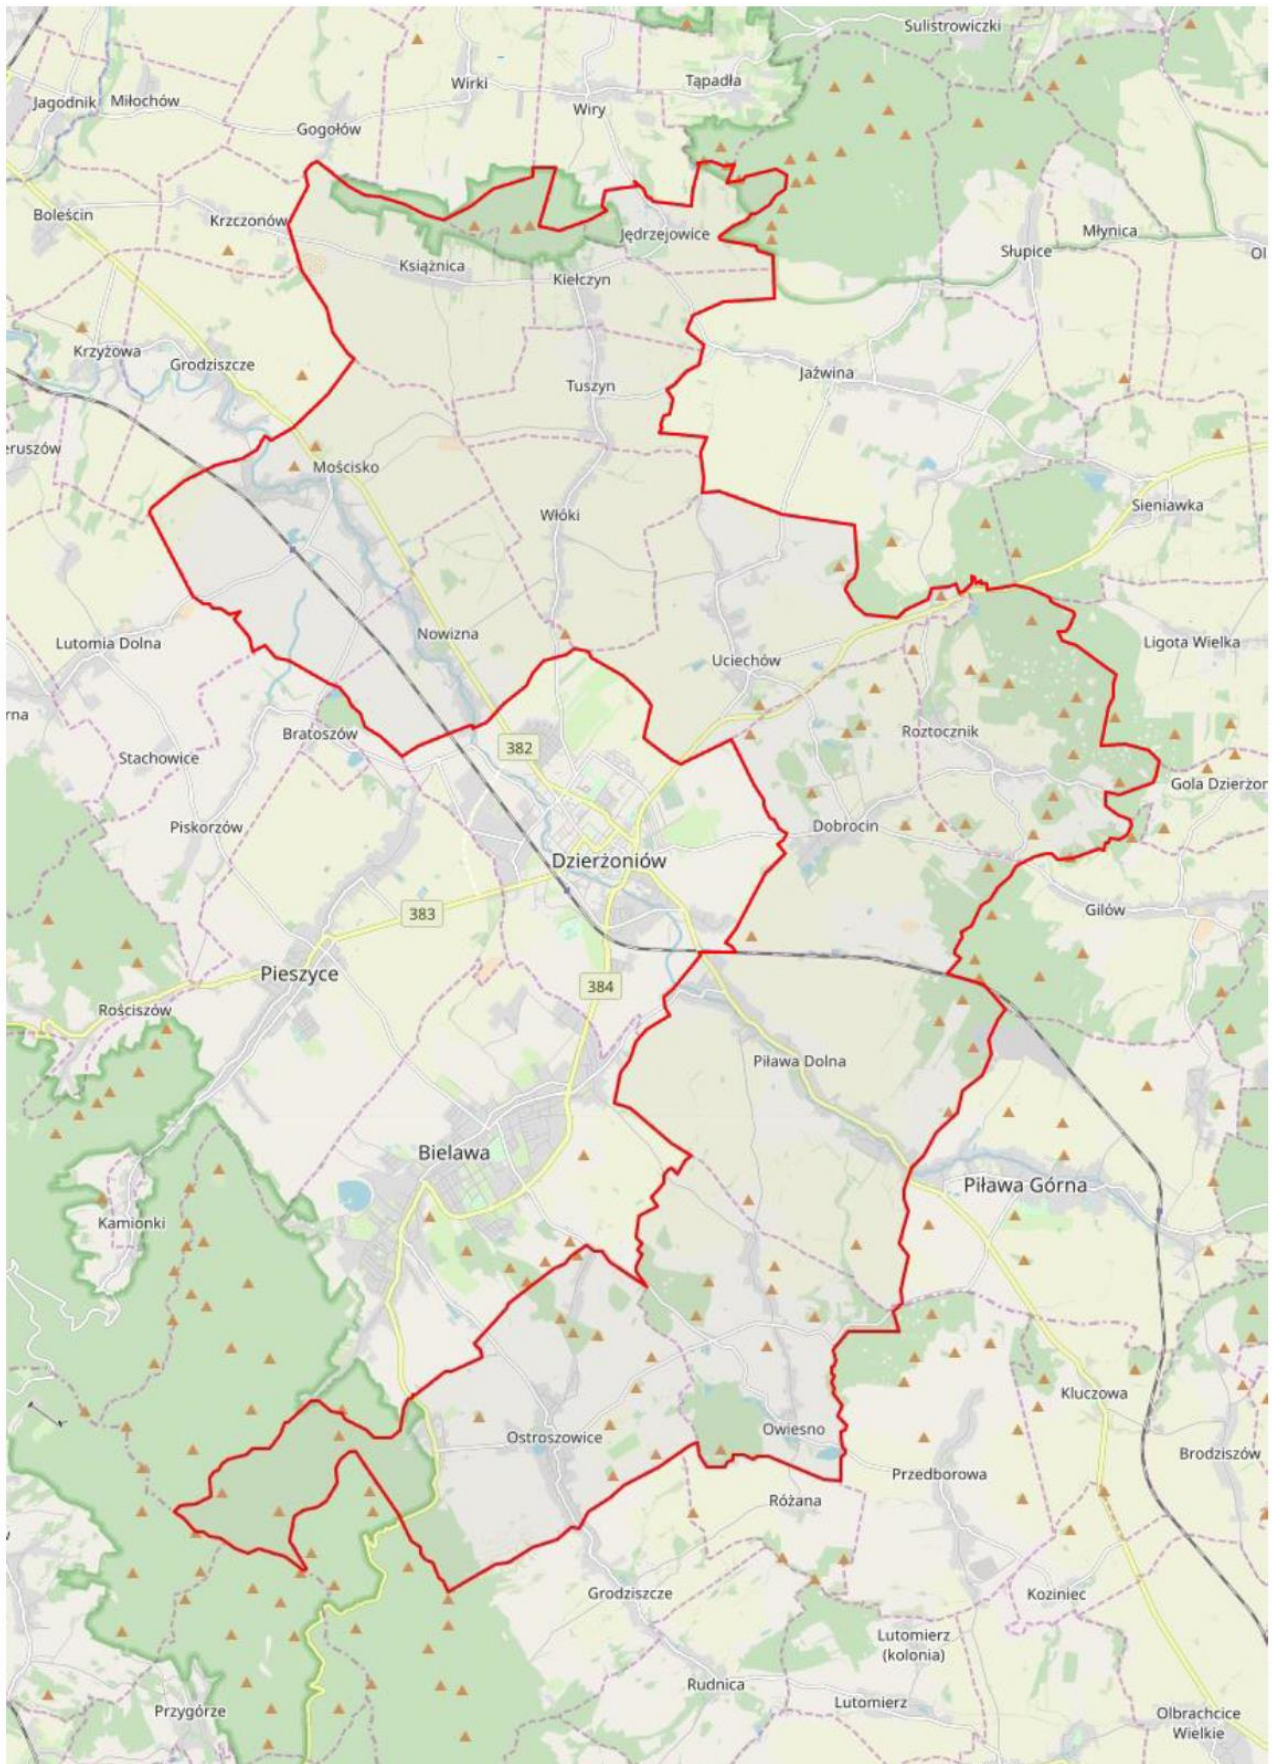 Sulistrowiczki
Wirki
Tąpadła
Jagodnik
Miłochów
Wiry
Gogołów
Boleścin
Krzczonów
Jędrzejowice
Młynica
Słupice
Ol
Książnica
Kiełczyn
Krzyżowa
Grodziszcze
Jaźwina
Tuszyn
eruszów
Mościsko
Sieniawka
Włóki
Lutomia Dolna
Nowizna
Ligota Wielka
Uciechów
rna
Bratoszów
Roztocznik
382
Stachowice
Gola Dzierżon
Piskorzów
Dobrocin
Dzierżoniów
383
Gilów
Pieszyce
384
Rościszów
Piława Dolna
Bielawa
Piława Górna
Kamionki
Kluczowa
Ostroszowice
Owiesno
Brodziszów
Przedborowa
Różana
Grodziszcze
Koziniec
Lutomierz
(kolonia)
Rudnica
Lutomierz
Przygórze
Olbrachcice
Wielkie